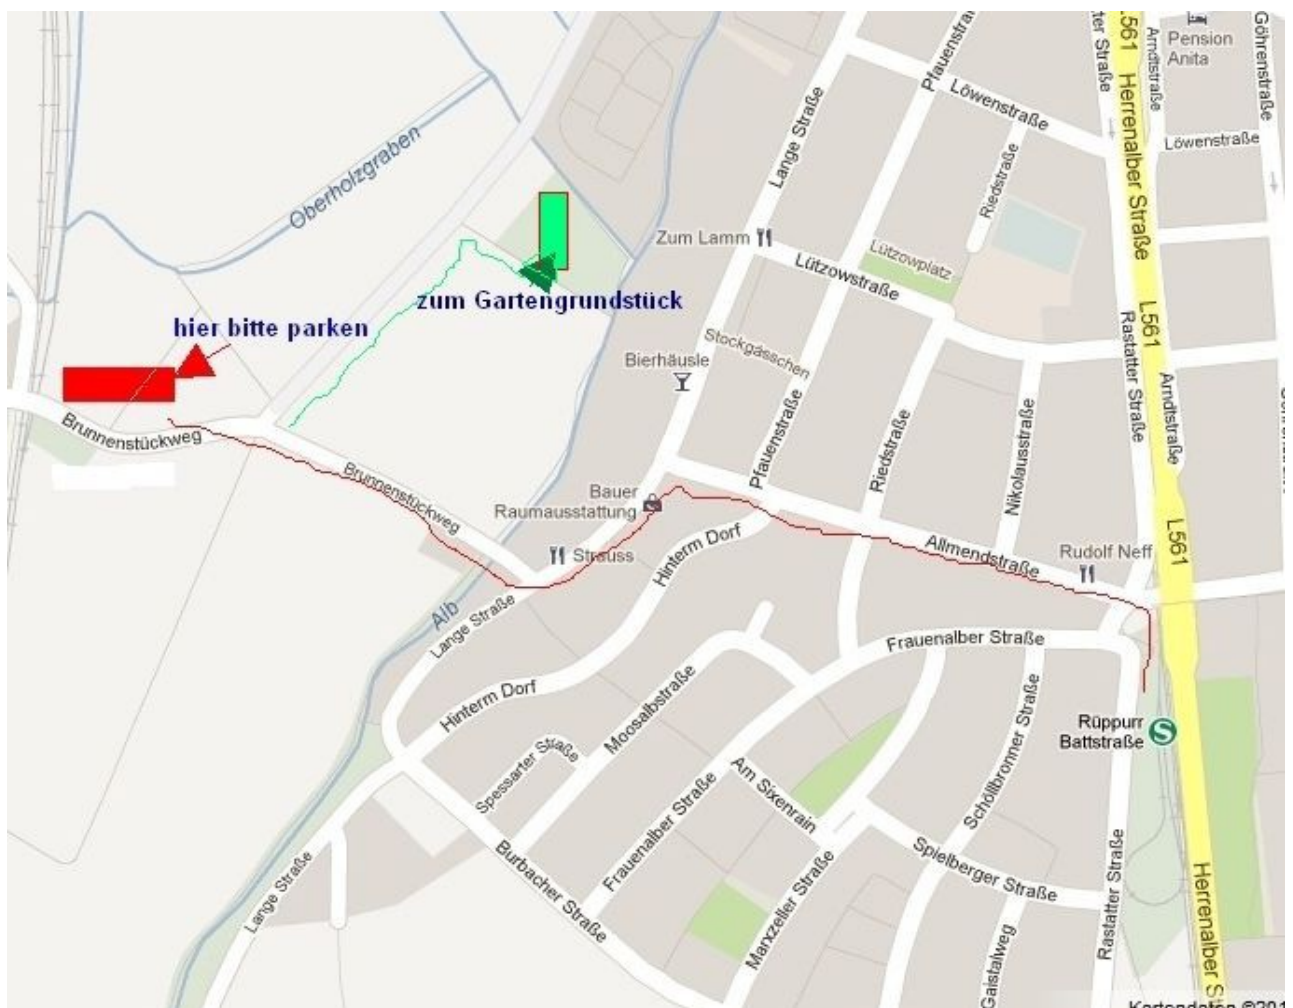 L561
Herrenalber Straße
Rastatter Straße
Arndtstraße
Pension
Anita
Göhrenstraße
Pfauenstraße
Löwenstraße
Löwenstraße
Lange Straße
Riedstraße
Oberholzgraben
Zum Lamm
Lützowplatz
Lützowstraße
zum Gartengrundstück
hier bitte parken
L561
Rastatter Straße
Stockgässchen
Bierhäusle
Arndtstraße
Brunnenstückweg
Pfauenstraße
Riedstraße
Nikolausstraße
Brunnenstückweg
Bauer
Raumausstattung
L561
Allmendstraße
Rudolf Neff
Strauss
Hinterm Dorf
Alb
Lange Straße
Frauenalber Straße
Hinterm Dorf
Moosalbstraße
Rüppurr
Battstraße
S
Spessarter Straße
Schöllbronner Straße
Am Sixenrain
Frauenalber Straße
Burbacher Straße
Lange Straße
Marxzeller Straße
Spielberger Straße
Rastatter Straße
Gaistalweg
Herrenalber S
Kartendaten ©201